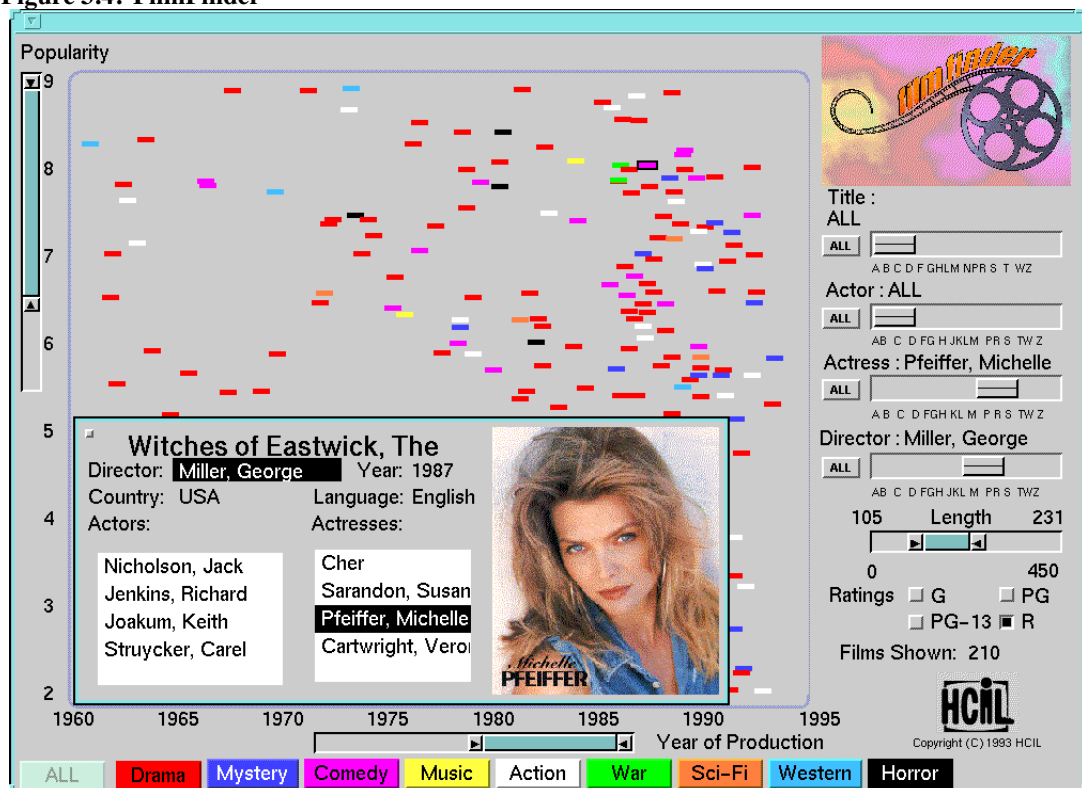 Figure 3.4: FilmFinder
Popularity
9
8
7
6
5
4
3
2
1960 1965 1970 1975 1980 1985 1990 1995
Year of Production
ALL Drama Mystery Comedy Music Action War Sci-Fi Western Horror
Witches of Eastwick, The
Director: Miller, George Year: 1987
Country: USA Language: English
Actors: Actresses:
Nicholson, Jack
Jenkins, Richard
Joakum, Keith
Struycker, Carel
Cher
Sarandon, Susan
Pfeiffer, Michelle
Cartwright, Vero
Michelle
PFEIFFER
film finder
Title :
ALL
ALL
A B C D F GHLM NPR S T WZ
Actor : ALL
ALL
AB C D FG H JKLM PR S TW Z
Actress : Pfeiffer, Michelle
ALL
A B C D FGH KL M P R S TW Z
Director : Miller, George
ALL
AB C D FGH JKL M PR S TWZ
105 Length 231
0 450
Ratings G PG
PG-13 R
Films Shown: 210
HCIL
Copyright (C) 1993 HCIL